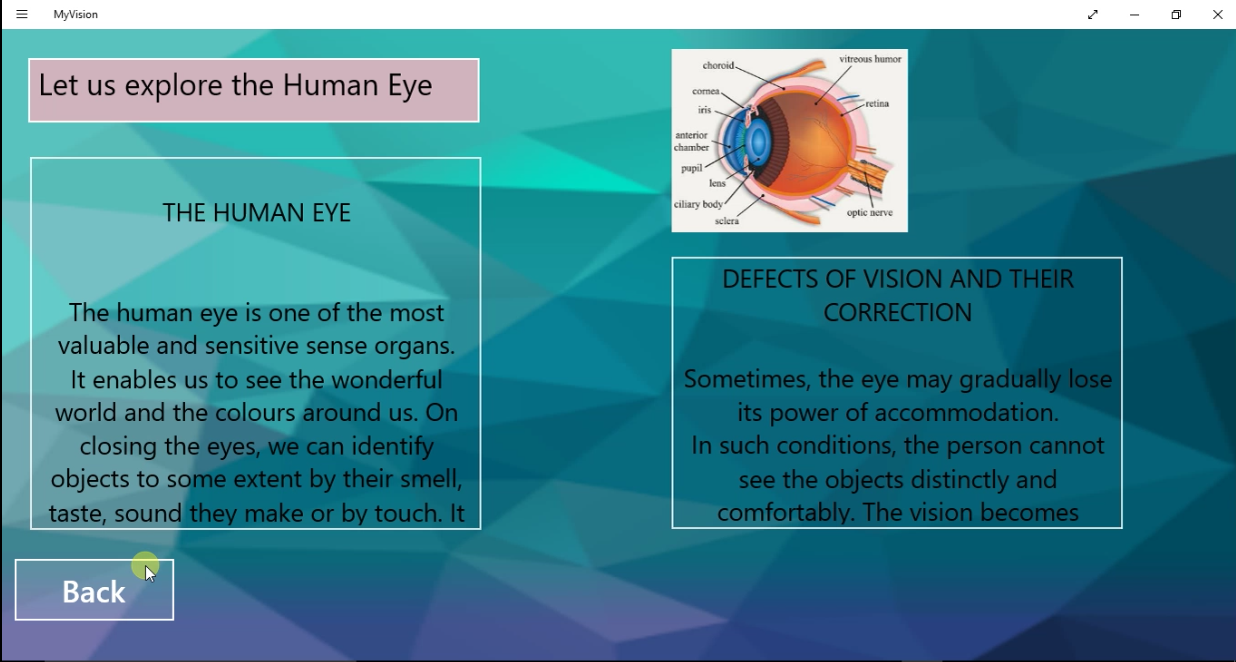 MyVision
Let us explore the Human Eye
THE HUMAN EYE
The human eye is one of the most
valuable and sensitive sense organs.
It enables us to see the wonderful
world and the colours around us. On
closing the eyes, we can identify
objects to some extent by their smell,
taste, sound they make or by touch. It
Back
choroid
vitreous humor
cornea
iris
retina
anterior
chamber
pupil
lens
ciliary body
sclera
optic nerve
DEFECTS OF VISION AND THEIR
CORRECTION
Sometimes, the eye may gradually lose
its power of accommodation.
In such conditions, the person cannot
see the objects distinctly and
comfortably. The vision becomes